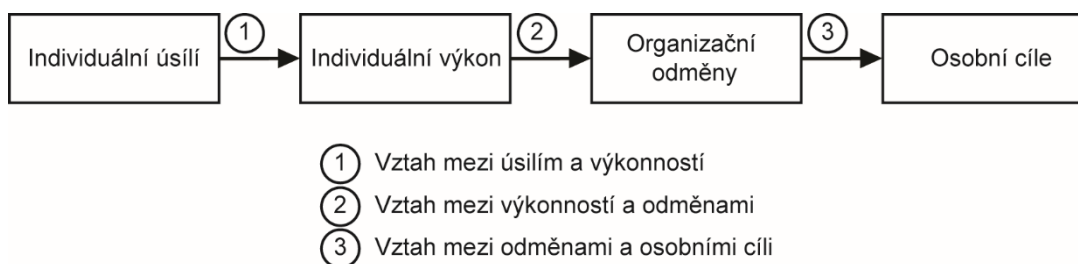 1
2
3
Individuální úsilí
Individuální výkon
Organizační
odměny
Osobní cíle
1 Vztah mezi úsilím a výkonností
2 Vztah mezi výkonností a odměnami
3 Vztah mezi odměnami a osobními cíli